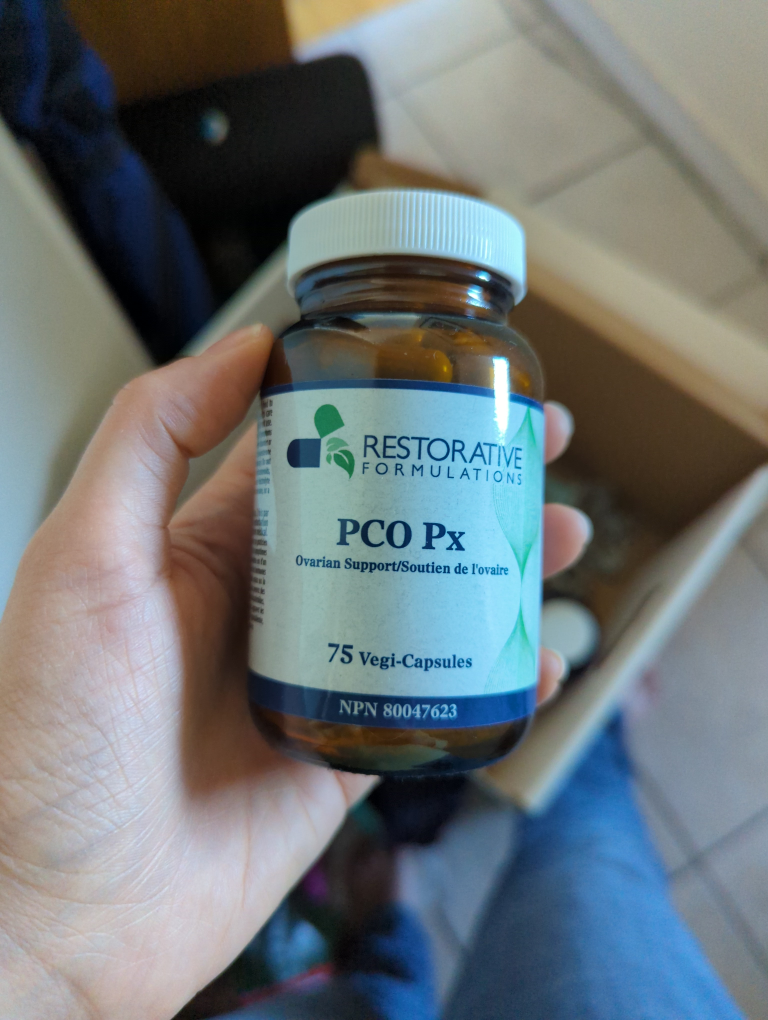 RESTORATIVE
FORMULATIONS
PCO Px
Ovarian Support/Soutien de l'ovaire
75 Vegi-Capsules
NPN 80047623